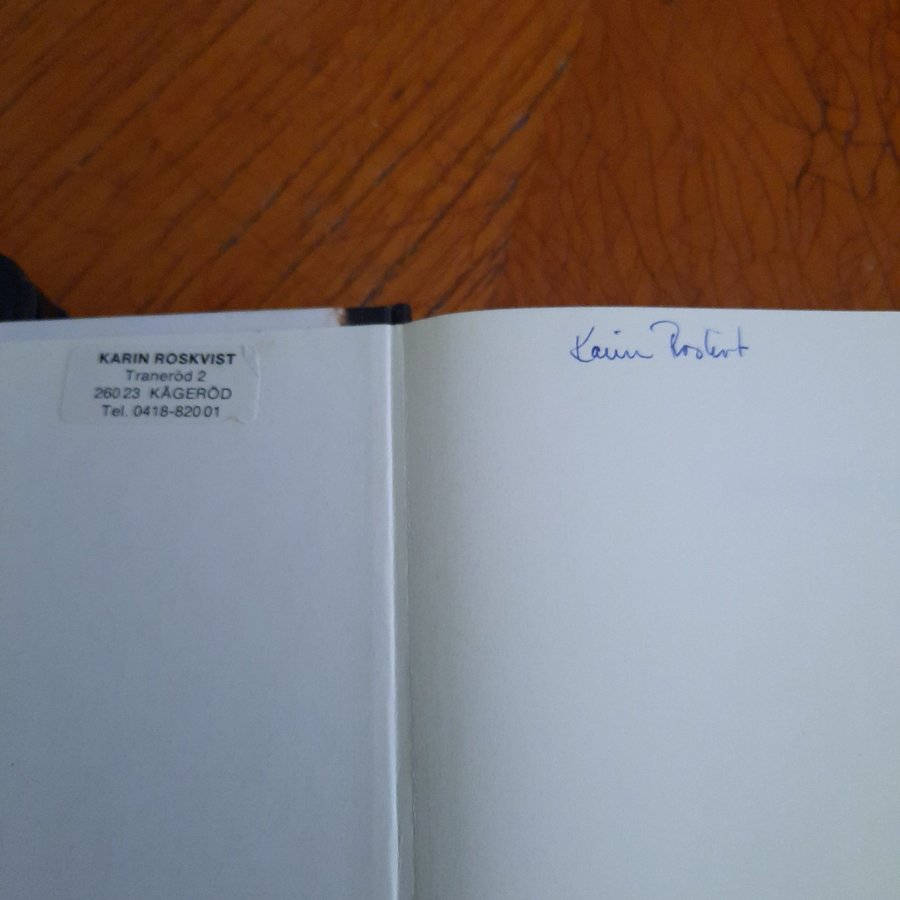 KARIN ROSKVIST
Traneröd 2
260 23 KÅGERÖD
Tel. 0418-820 01
Karin Roskvist